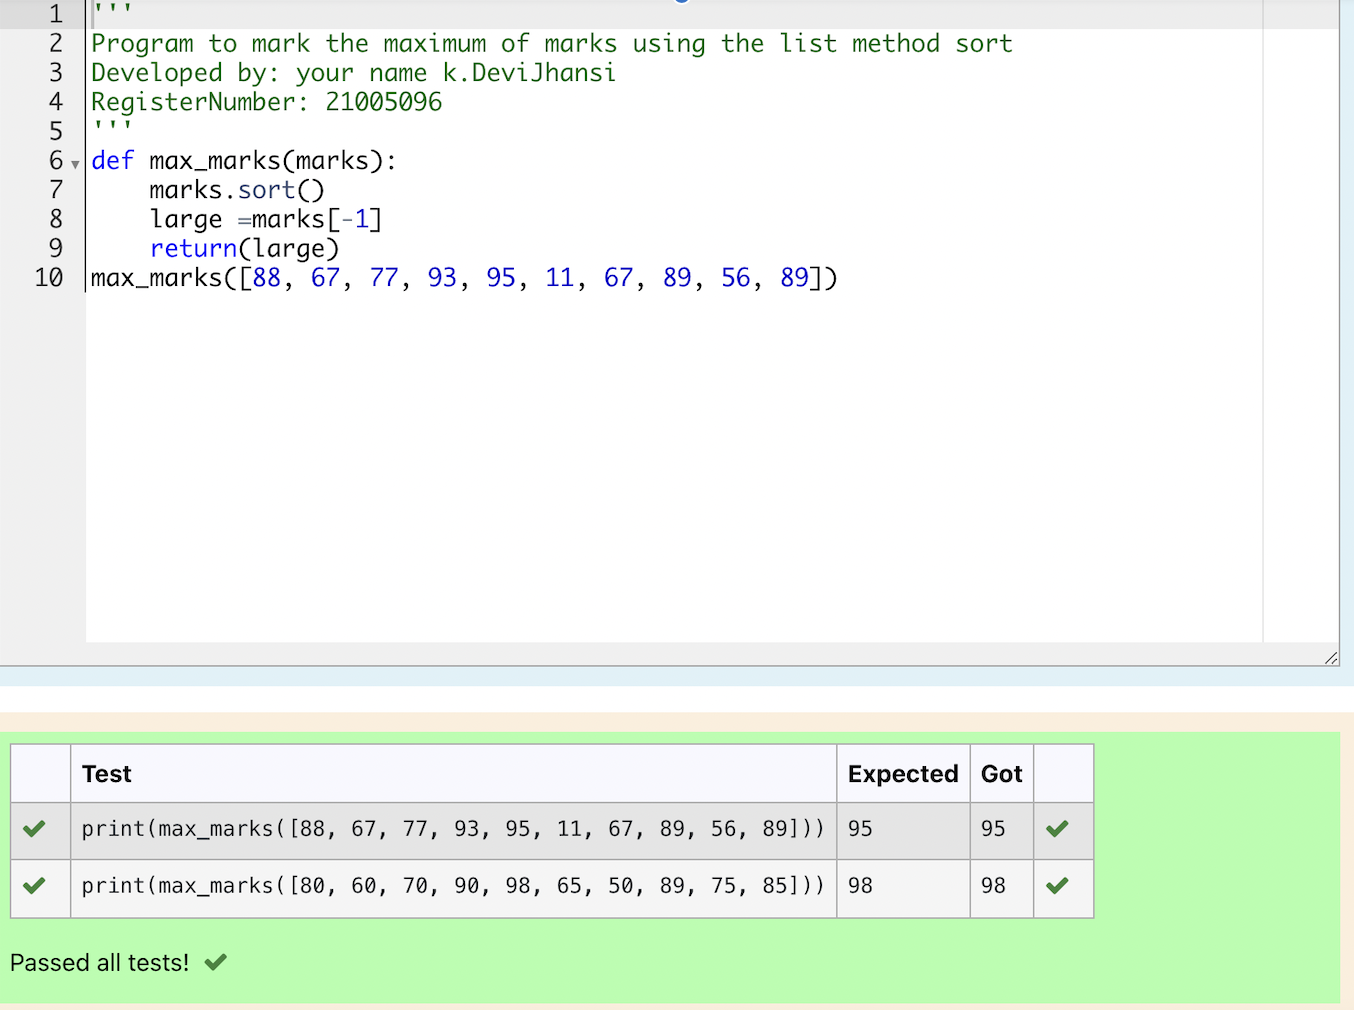 1 '''
2 Program to mark the maximum of marks using the list method sort
3 Developed by: your name k.DeviJhansi
4 RegisterNumber: 21005096
5 '''
6 def max_marks(marks):
7     marks.sort()
8     large =marks[-1]
9     return(large)
10 max_marks([88, 67, 77, 93, 95, 11, 67, 89, 56, 89])
Test Expected Got
print(max_marks([88, 67, 77, 93, 95, 11, 67, 89, 56, 89])) 95 95
print(max_marks([80, 60, 70, 90, 98, 65, 50, 89, 75, 85])) 98 98
Passed all tests!